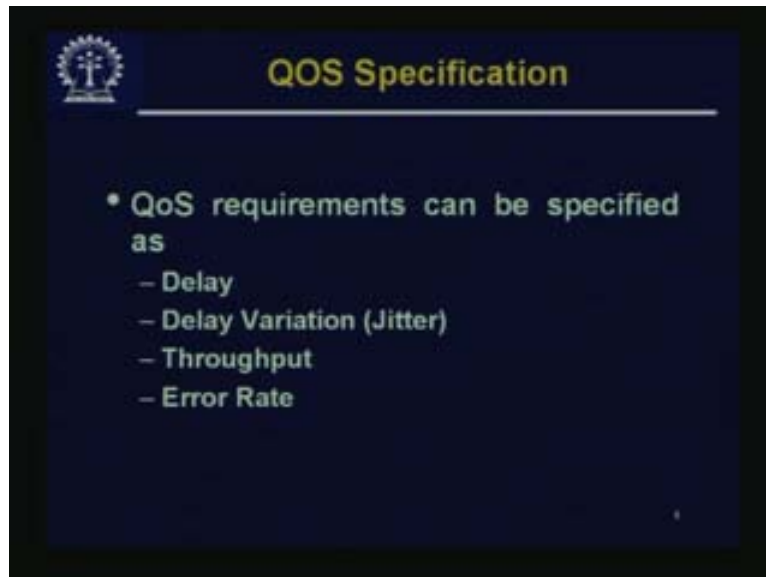 QOS Specification
• QoS requirements can be specified
as
– Delay
– Delay Variation (Jitter)
– Throughput
– Error Rate